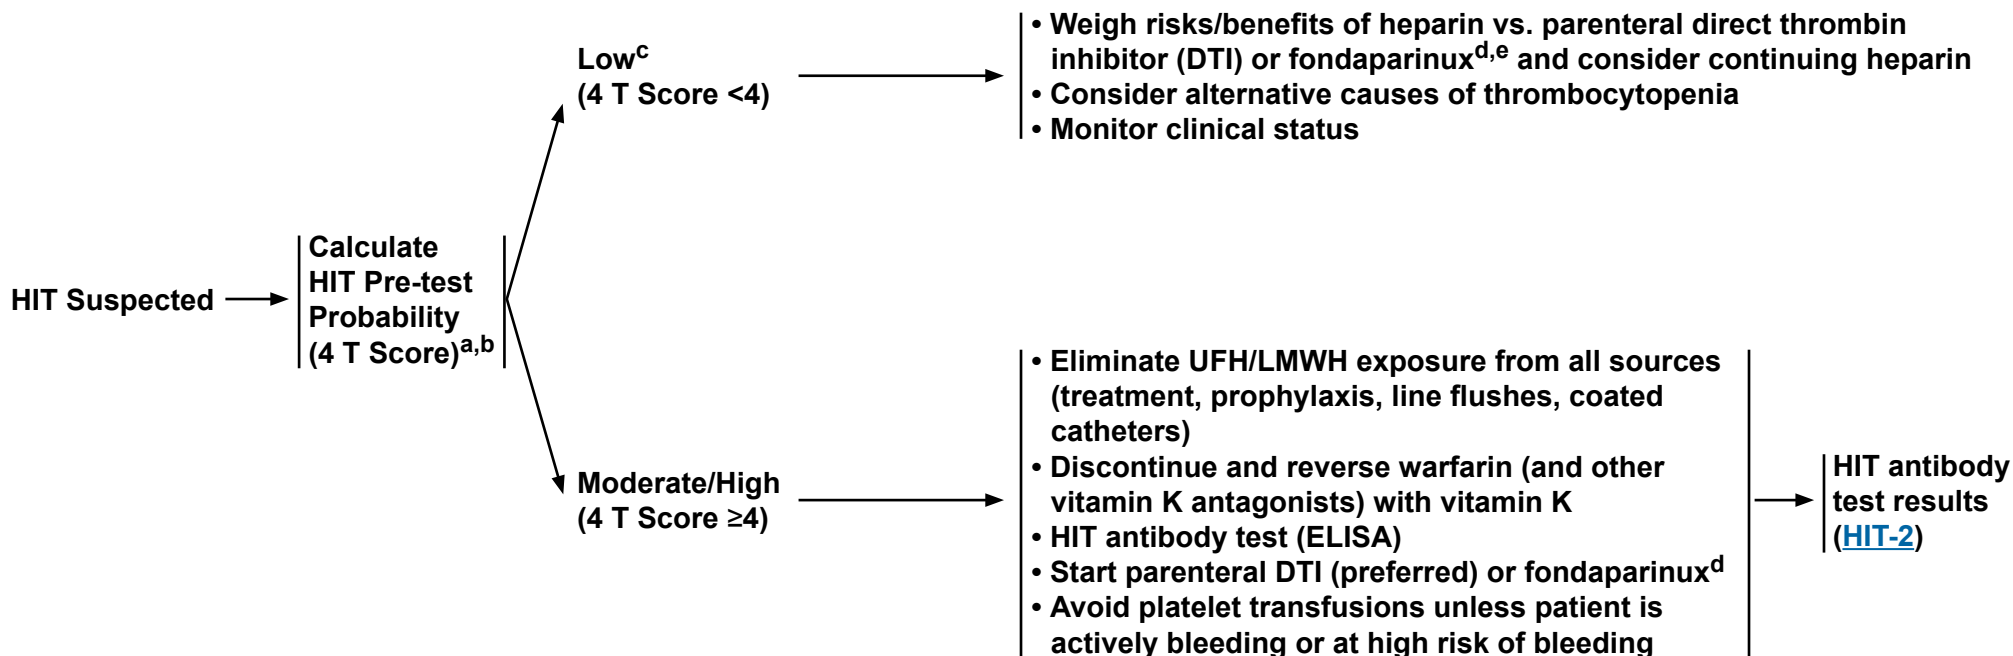 HIT Suspected
Calculate
HIT Pre-test
Probability
(4 T Score)a,b
Lowc
(4 T Score <4)
• Weigh risks/benefits of heparin vs. parenteral direct thrombin
inhibitor (DTI) or fondaparinuxd,e and consider continuing heparin
• Consider alternative causes of thrombocytopenia
• Monitor clinical status
Moderate/High
(4 T Score ≥4)
• Eliminate UFH/LMWH exposure from all sources
(treatment, prophylaxis, line flushes, coated
catheters)
• Discontinue and reverse warfarin (and other
vitamin K antagonists) with vitamin K
• HIT antibody test (ELISA)
• Start parenteral DTI (preferred) or fondaparinuxd
• Avoid platelet transfusions unless patient is
actively bleeding or at high risk of bleeding
HIT antibody
test results
(HIT-2)